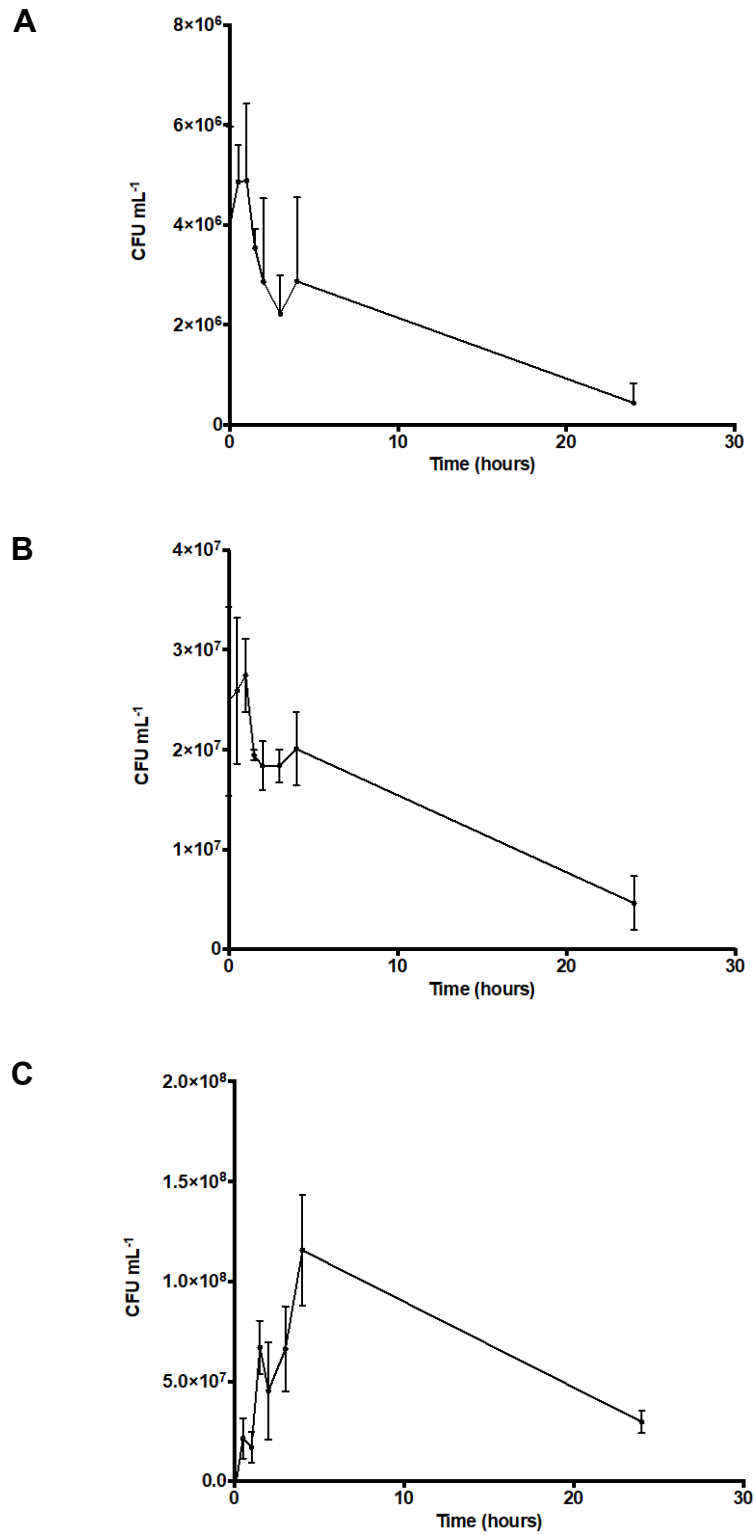 A
8×10⁶
6×10⁶
4×10⁶
2×10⁶
0
CFU mL⁻¹
0 10 20 30
Time (hours)
B
4×10⁷
3×10⁷
2×10⁷
1×10⁷
0
CFU mL⁻¹
0 10 20 30
Time (hours)
C
2.0×10⁸
1.5×10⁸
1.0×10⁸
5.0×10⁷
0.0
CFU mL⁻¹
0 10 20 30
Time (hours)